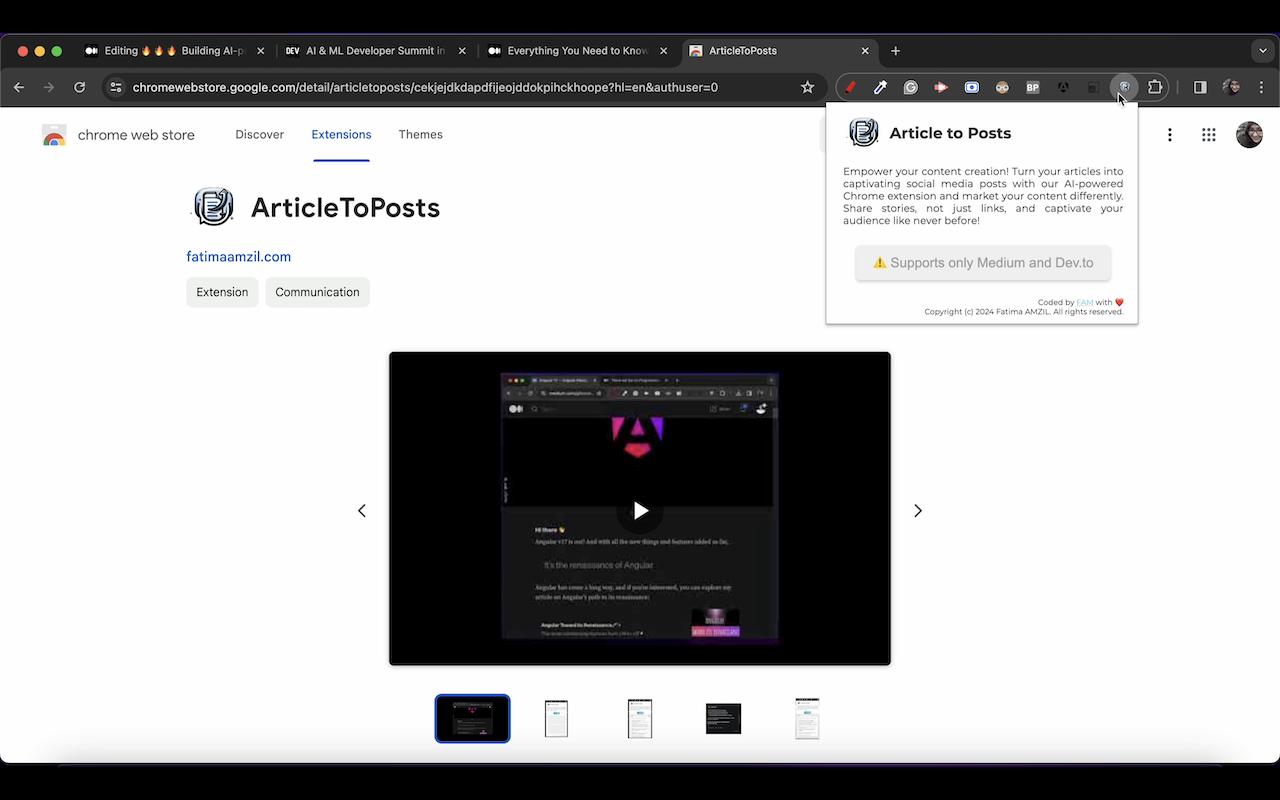 Editing 🔥🔥🔥 Building AI-p
DEV AI & ML Developer Summit in
Everything You Need to Know
ArticleToPosts
chromewebstore.google.com/detail/articletoposts/cekjejdkdapdfijeojddokpihckhoope?hl=en&authuser=0
BP
chrome web store
Discover
Extensions
Themes
Article to Posts
Empower your content creation! Turn your articles into
captivating social media posts with our AI-powered
Chrome extension and market your content differently.
Share stories, not just links, and captivate your
audience like never before!
⚠️ Supports only Medium and Dev.to
Coded by FAM with ❤️
Copyright (c) 2024 Fatima AMZIL. All rights reserved.
ArticleToPosts
fatimaamzil.com
Extension
Communication
Hi there 👋
Angular v17 is out! And with all the new things and features added so far,
It's the renaissance of Angular
Angular has come a long way, and if you're interested, you can explore my
article on Angular's path to its renaissance:
Angular Toward Its Renaissance